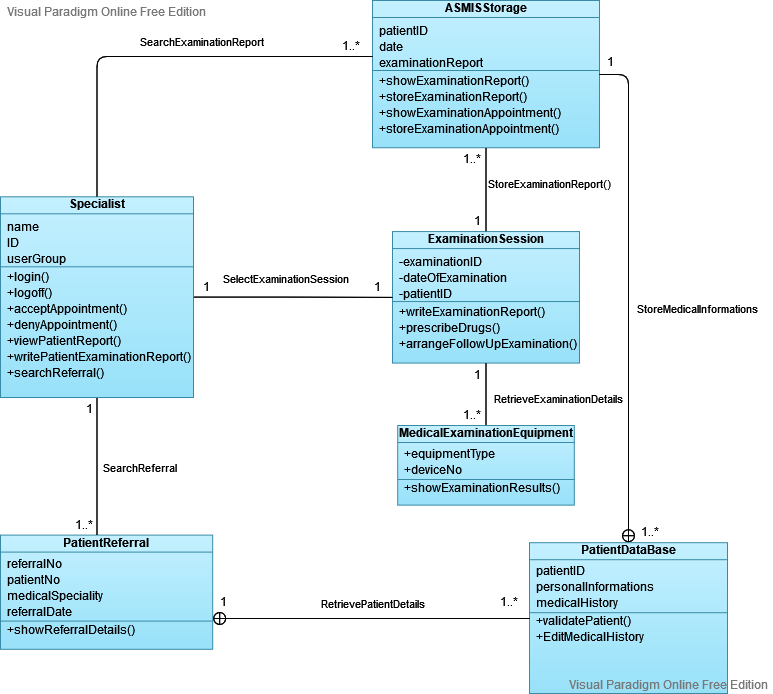 Visual Paradigm Online Free Edition
ASMISStorage
patientID
date
examinationReport
+showExaminationReport()
+storeExaminationReport()
+showExaminationAppointment()
+storeExaminationAppointment()
SearchExaminationReport
1..*
1
1..*
StoreExaminationReport()
1
Specialist
name
ID
userGroup
+login()
+logoff()
+acceptAppointment()
+denyAppointment()
+viewPatientReport()
+writePatientExaminationReport()
+searchReferral()
1
SelectExaminationSession
1
ExaminationSession
-examinationID
-dateOfExamination
-patientID
+writeExaminationReport()
+prescribeDrugs()
+arrangeFollowUpExamination()
StoreMedicalInformations
1
RetrieveExaminationDetails
1..*
MedicalExaminationEquipment
+equipmentType
+deviceNo
+showExaminationResults()
1
SearchReferral
1..*
PatientReferral
referralNo
patientNo
medicalSpeciality
referralDate
+showReferralDetails()
1
RetrievePatientDetails
1..*
1..*
PatientDataBase
patientID
personalInformations
medicalHistory
+validatePatient()
+EditMedicalHistory
Visual Paradigm Online Free Edition